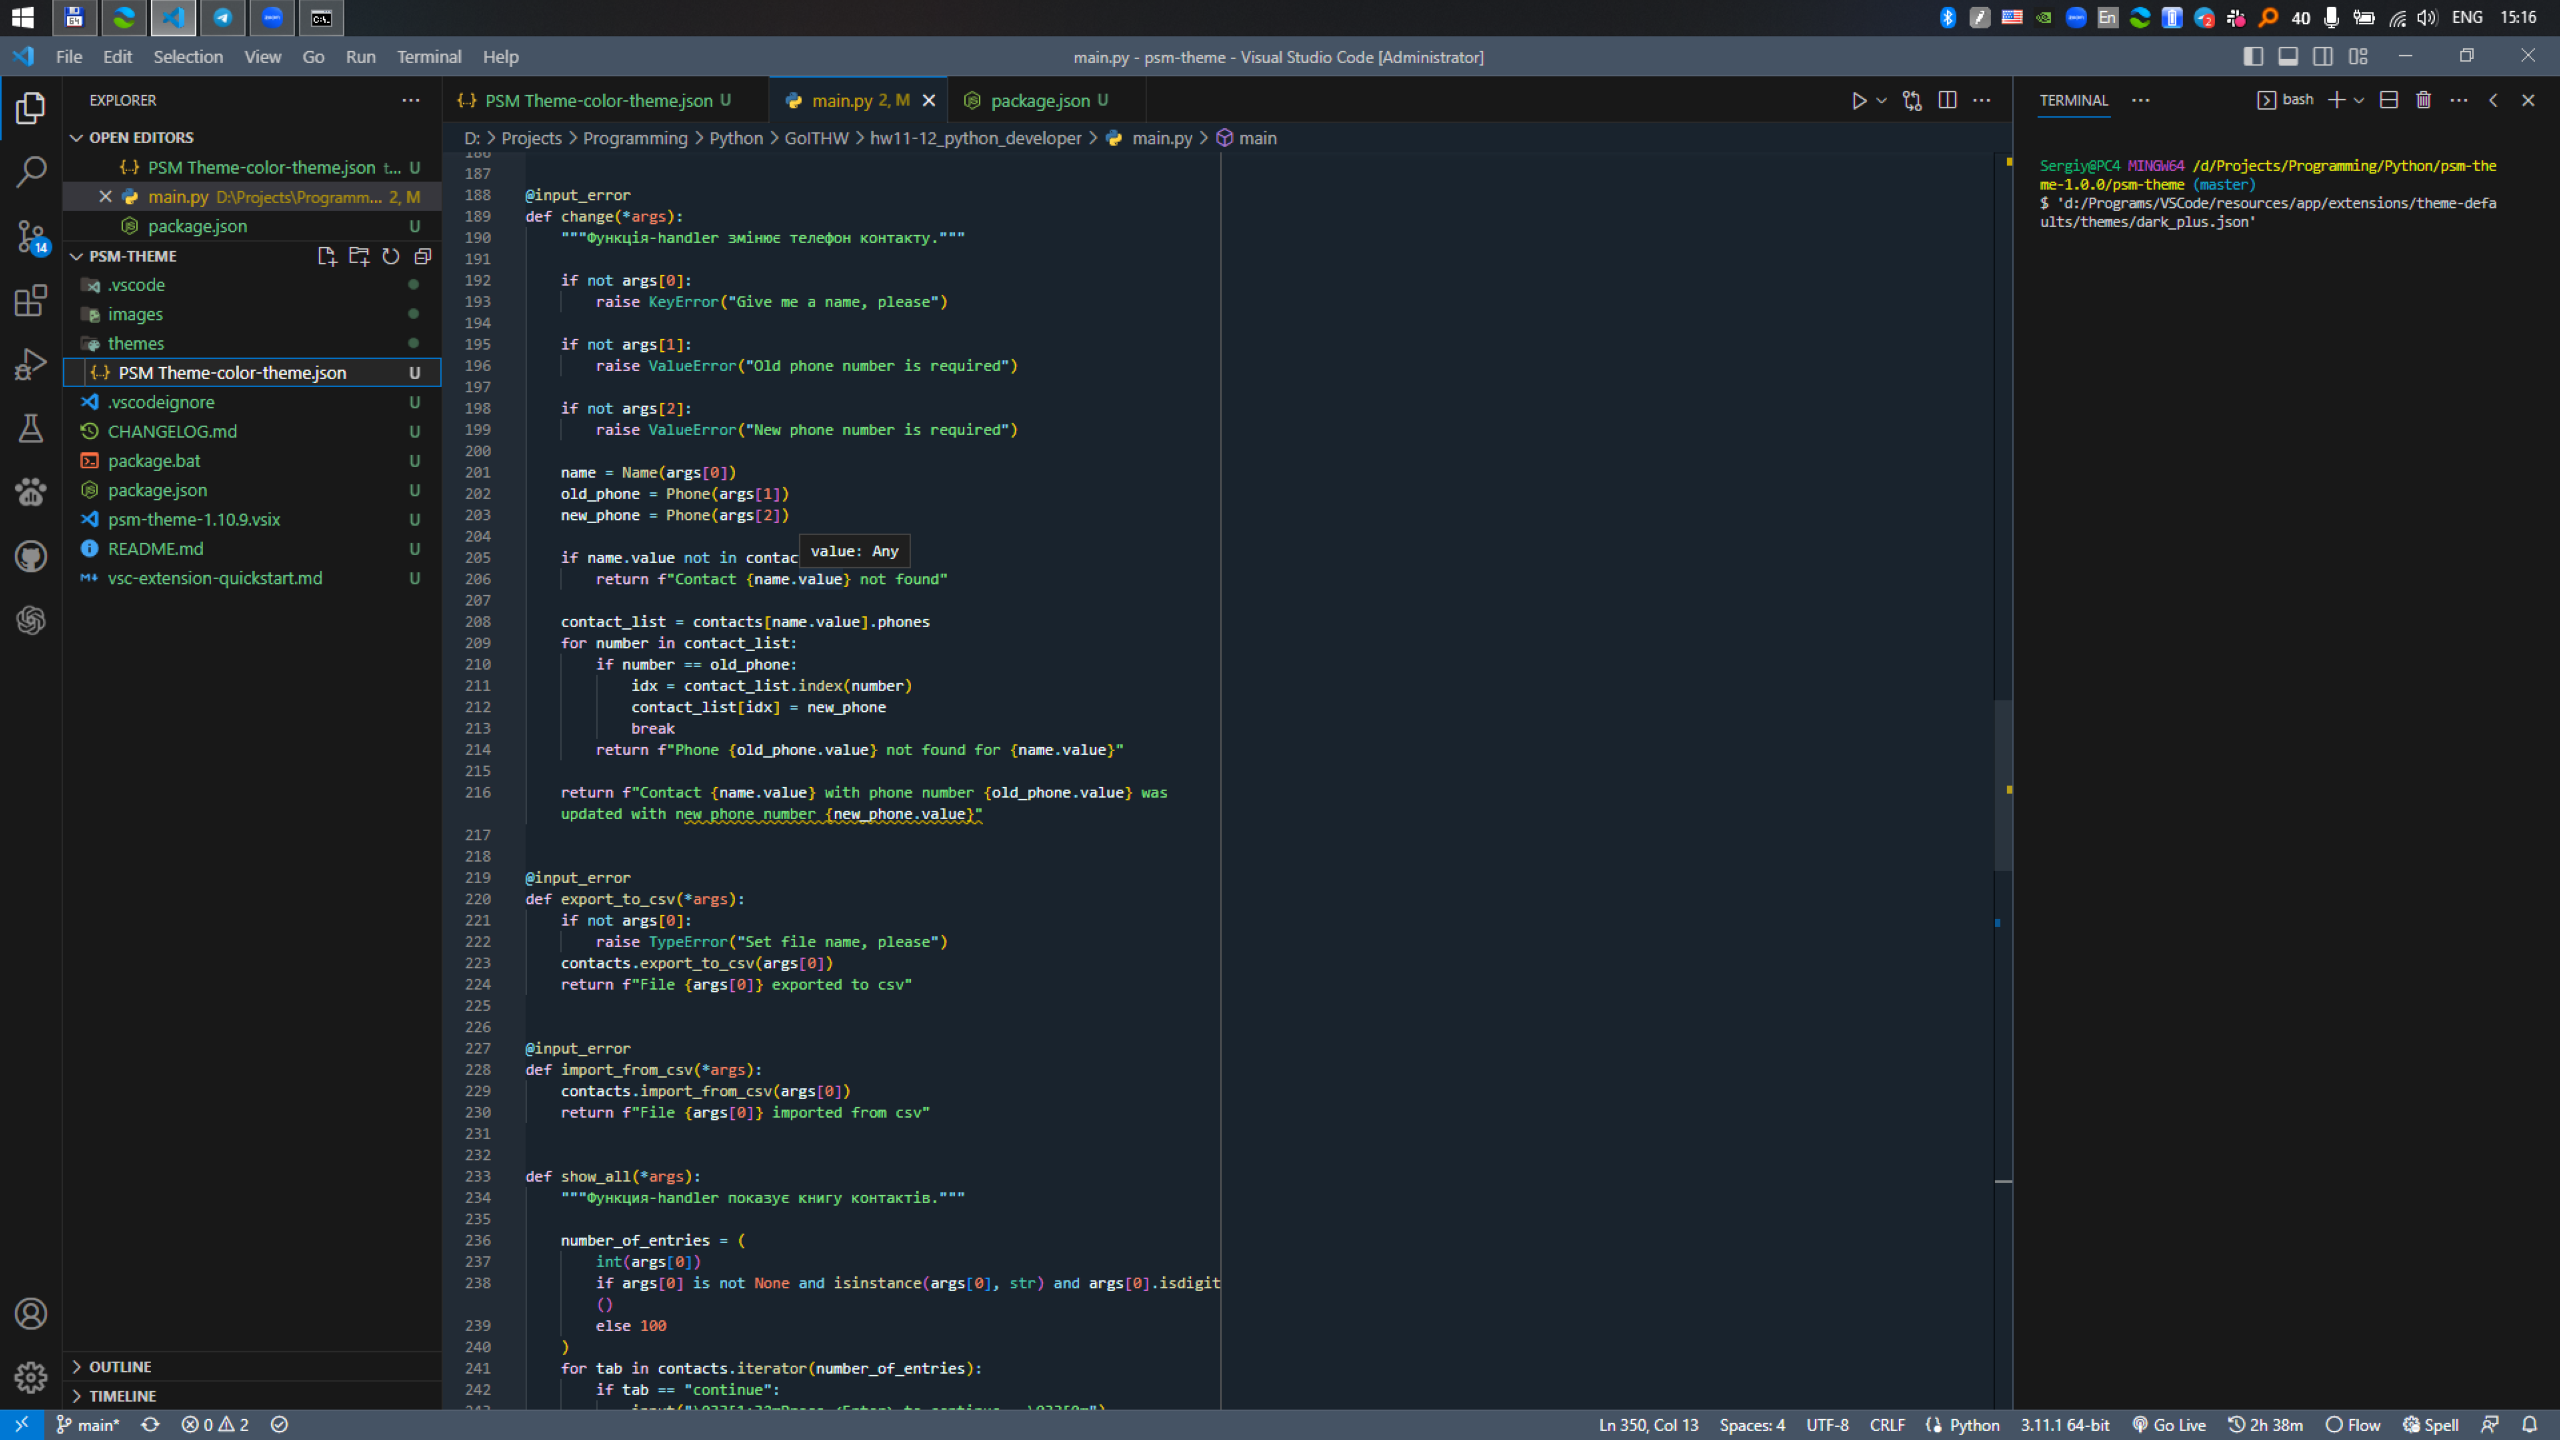 40 ENG 15:16
File Edit Selection View Go Run Terminal Help
main.py - psm-theme - Visual Studio Code [Administrator]
EXPLORER
OPEN EDITORS
PSM Theme-color-theme.json t... U
main.py D:\Projects\Programm... 2, M
package.json U
PSM-THEME
.vscode
images
themes
PSM Theme-color-theme.json U
.vscodeignore U
CHANGELOG.md U
package.bat U
package.json U
psm-theme-1.10.9.vsix U
README.md U
vsc-extension-quickstart.md U
OUTLINE
TIMELINE
14
PSM Theme-color-theme.json U
main.py 2, M
package.json U
D: > Projects > Programming > Python > GoITHW > hw11-12_python_developer > main.py > main
186
187
188 @input_error
189 def change(*args):
190 """Функція-handler змінює телефон контакту."""
191
192 if not args[0]:
193 raise KeyError("Give me a name, please")
194
195 if not args[1]:
196 raise ValueError("Old phone number is required")
197
198 if not args[2]:
199 raise ValueError("New phone number is required")
200
201 name = Name(args[0])
202 old_phone = Phone(args[1])
203 new_phone = Phone(args[2])
204
value: Any
205 if name.value not in contac
206 return f"Contact {name.value} not found"
207
208 contact_list = contacts[name.value].phones
209 for number in contact_list:
210 if number == old_phone:
211 idx = contact_list.index(number)
212 contact_list[idx] = new_phone
213 break
214 return f"Phone {old_phone.value} not found for {name.value}"
215
216 return f"Contact {name.value} with phone number {old_phone.value} was
updated with new phone number {new_phone.value}"
217
218
219 @input_error
220 def export_to_csv(*args):
221 if not args[0]:
222 raise TypeError("Set file name, please")
223 contacts.export_to_csv(args[0])
224 return f"File {args[0]} exported to csv"
225
226
227 @input_error
228 def import_from_csv(*args):
229 contacts.import_from_csv(args[0])
230 return f"File {args[0]} imported from csv"
231
232
233 def show_all(*args):
234 """Функция-handler показує книгу контактів."""
235
236 number_of_entries = (
237 int(args[0])
238 if args[0] is not None and isinstance(args[0], str) and args[0].isdigit
()
239 else 100
240 )
241 for tab in contacts.iterator(number_of_entries):
242 if tab == "continue":
TERMINAL
bash
Sergiy@PC4 MINGW64 /d/Projects/Programming/Python/psm-the
me-1.0.0/psm-theme (master)
$ 'd:/Programs/VSCode/resources/app/extensions/theme-defa
ults/themes/dark_plus.json'
main* 0 2
Ln 350, Col 13 Spaces: 4 UTF-8 CRLF Python 3.11.1 64-bit Go Live 2h 38m Flow Spell